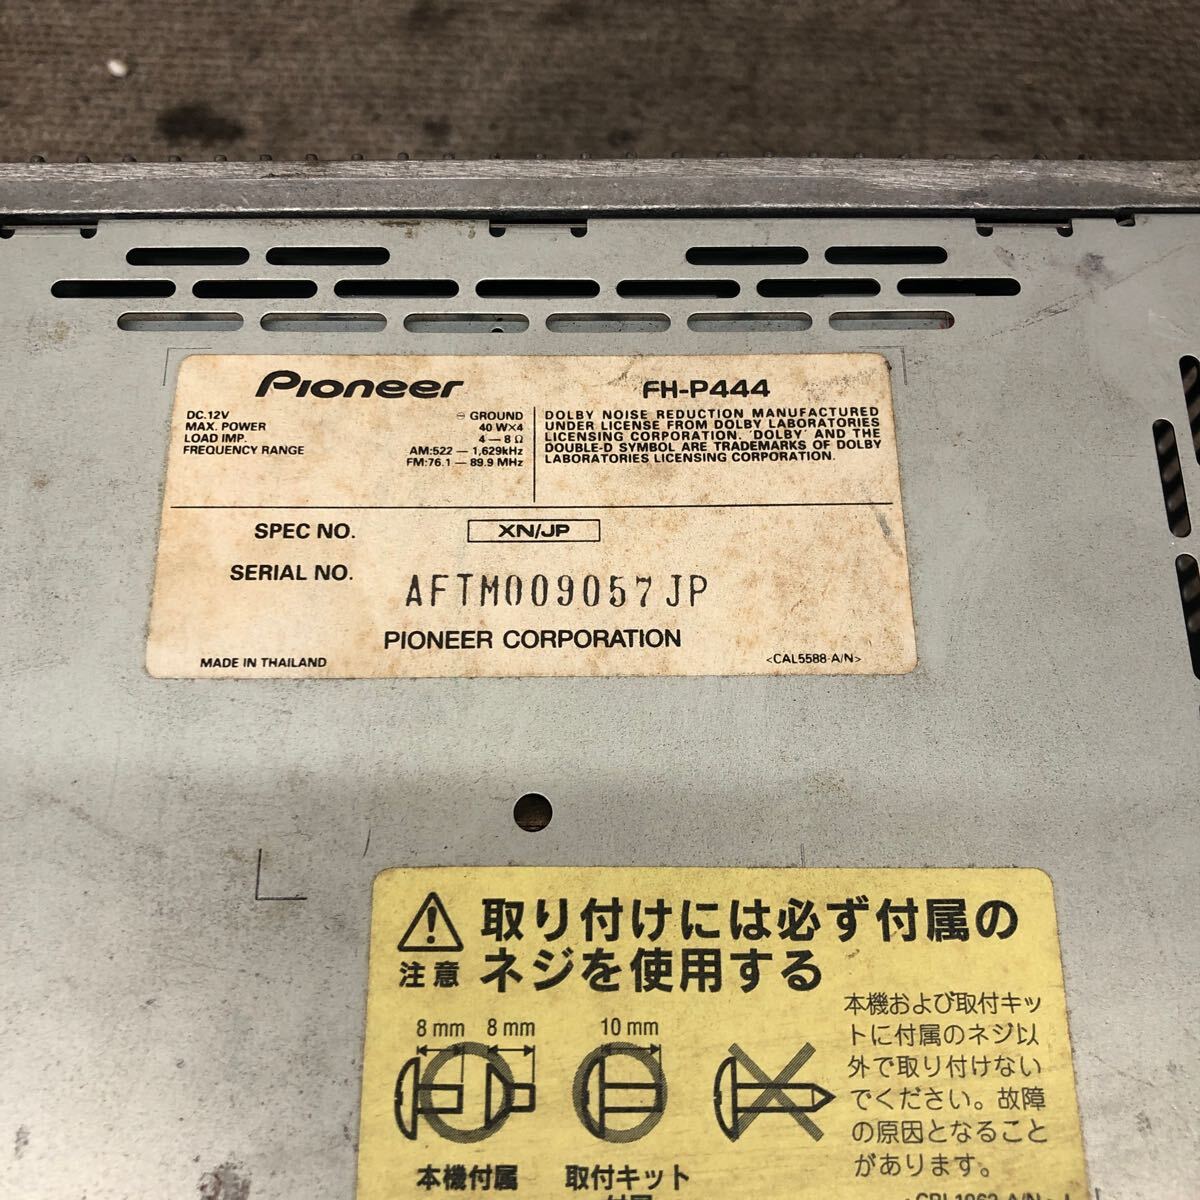 Pioneer
FH-P444
DC.12V ⊖ GROUND
MAX. POWER 40 W×4
LOAD IMP. 4 — 8 Ω
FREQUENCY RANGE AM:522 — 1,629kHz
FM:76.1 — 89.9 MHz
DOLBY NOISE REDUCTION MANUFACTURED
UNDER LICENSE FROM DOLBY LABORATORIES
LICENSING CORPORATION. 'DOLBY' AND THE
DOUBLE-D SYMBOL ARE TRADEMARKS OF DOLBY
LABORATORIES LICENSING CORPORATION.
SPEC NO. XN/JP
SERIAL NO. AFTM009057JP
PIONEER CORPORATION
MADE IN THAILAND
<CAL5588-A/N>
注意
取り付けには必ず付属の
ネジを使用する
8 mm 8 mm 10 mm
本機付属
取付キット
付属
本機および取付キッ
トに付属のネジ以
外で取り付けない
でください。故障
の原因となること
があります。
<CRL1062-A/N>